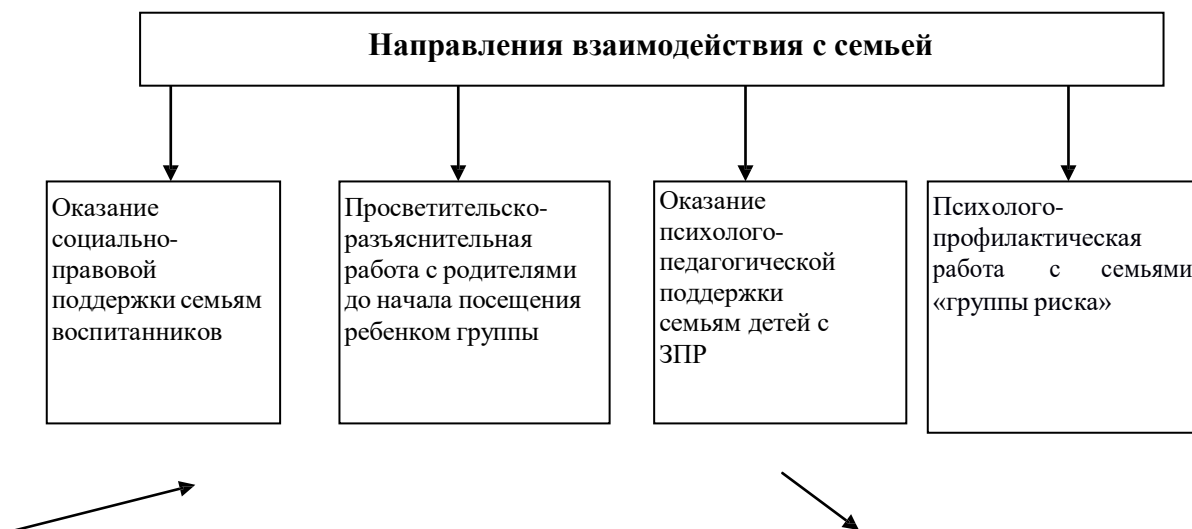 Направления взаимодействия с семьей
Оказание
социально-
правовой
поддержки семьям
воспитанников
Просветительско-
разъяснительная
работа с родителями
до начала посещения
ребенком группы
Оказание
психолого-
педагогической
поддержки
семьям детей с
ЗПР
Психолого-
профилактическая
работа с семьями
«группы риска»